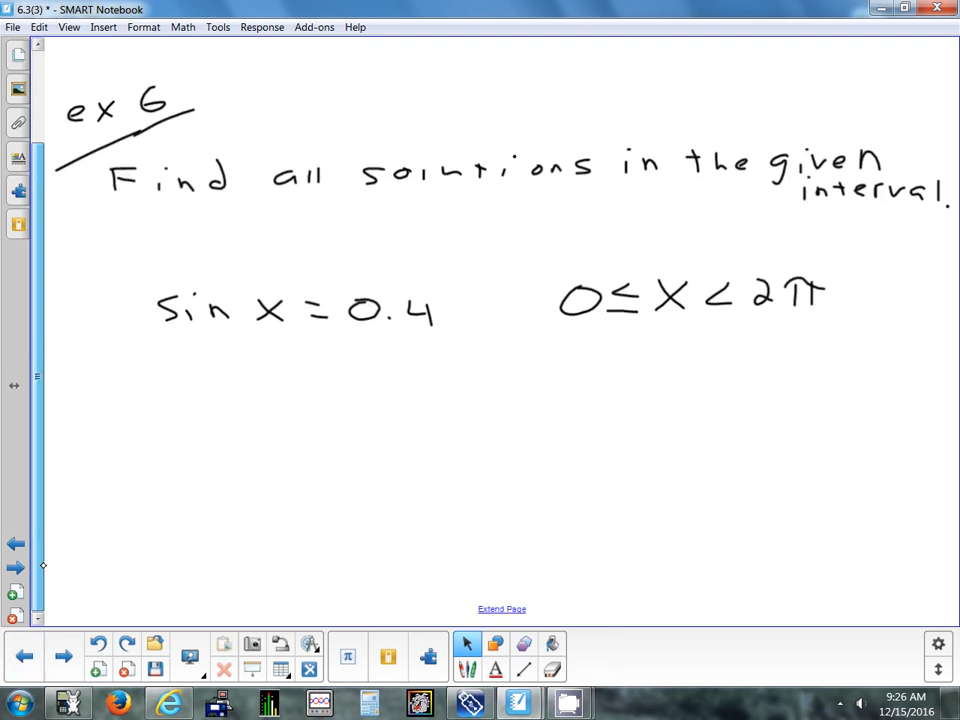 6.3(3) * - SMART Notebook
File Edit View Insert Format Math Tools Response Add-ons Help
ex 6
Find all solutions in the given
interval.
sin x = 0.4 0 ≤ x < 2π
Extend Page
π
A
9:26 AM
12/15/2016